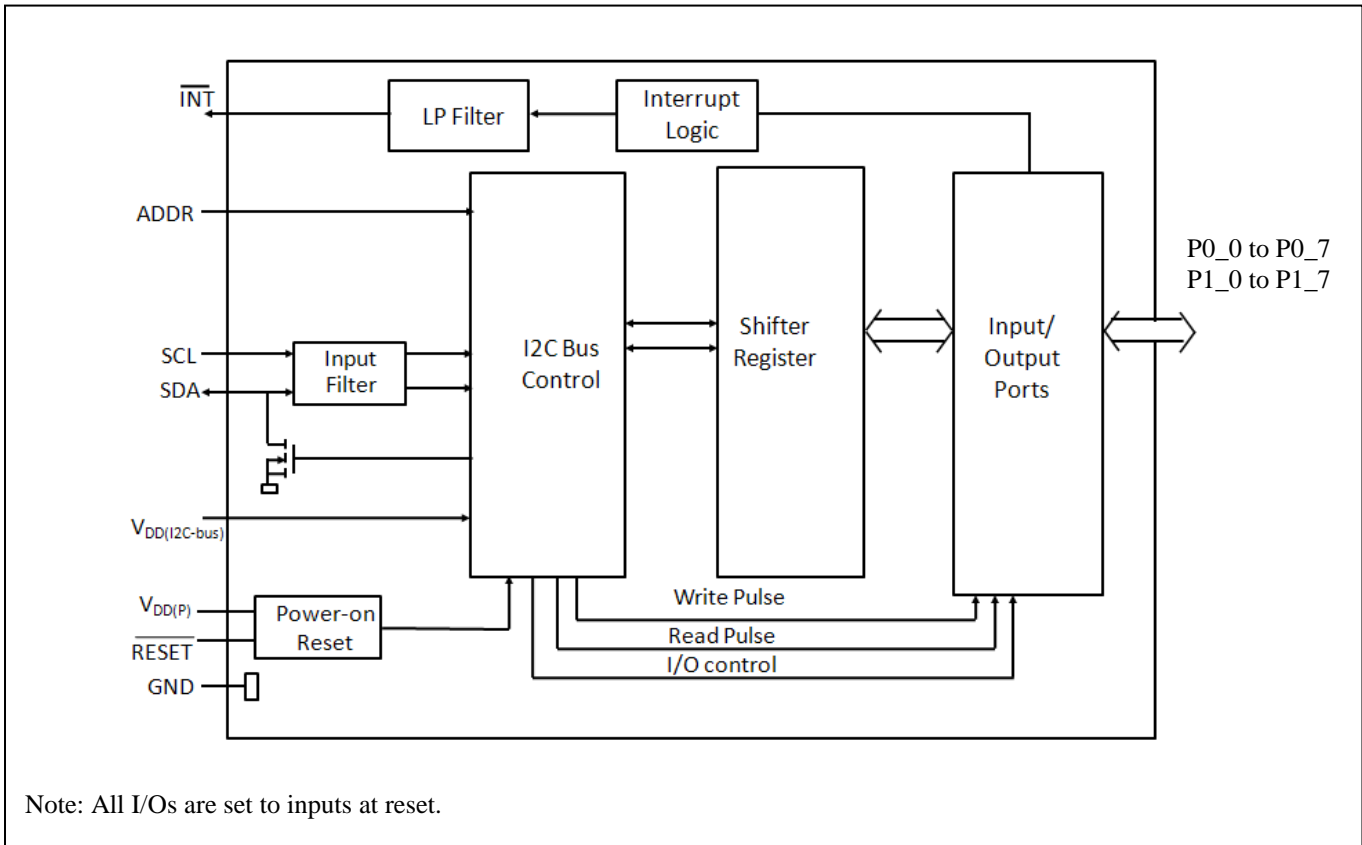 INT
LP Filter
Interrupt
Logic
ADDR
P0_0 to P0_7
P1_0 to P1_7
SCL
SDA
Input
Filter
I2C Bus
Control
Shifter
Register
Input/
Output
Ports
VDD(I2C-bus)
VDD(P)
RESET
GND
Power-on
Reset
Write Pulse
Read Pulse
I/O control
Note: All I/Os are set to inputs at reset.